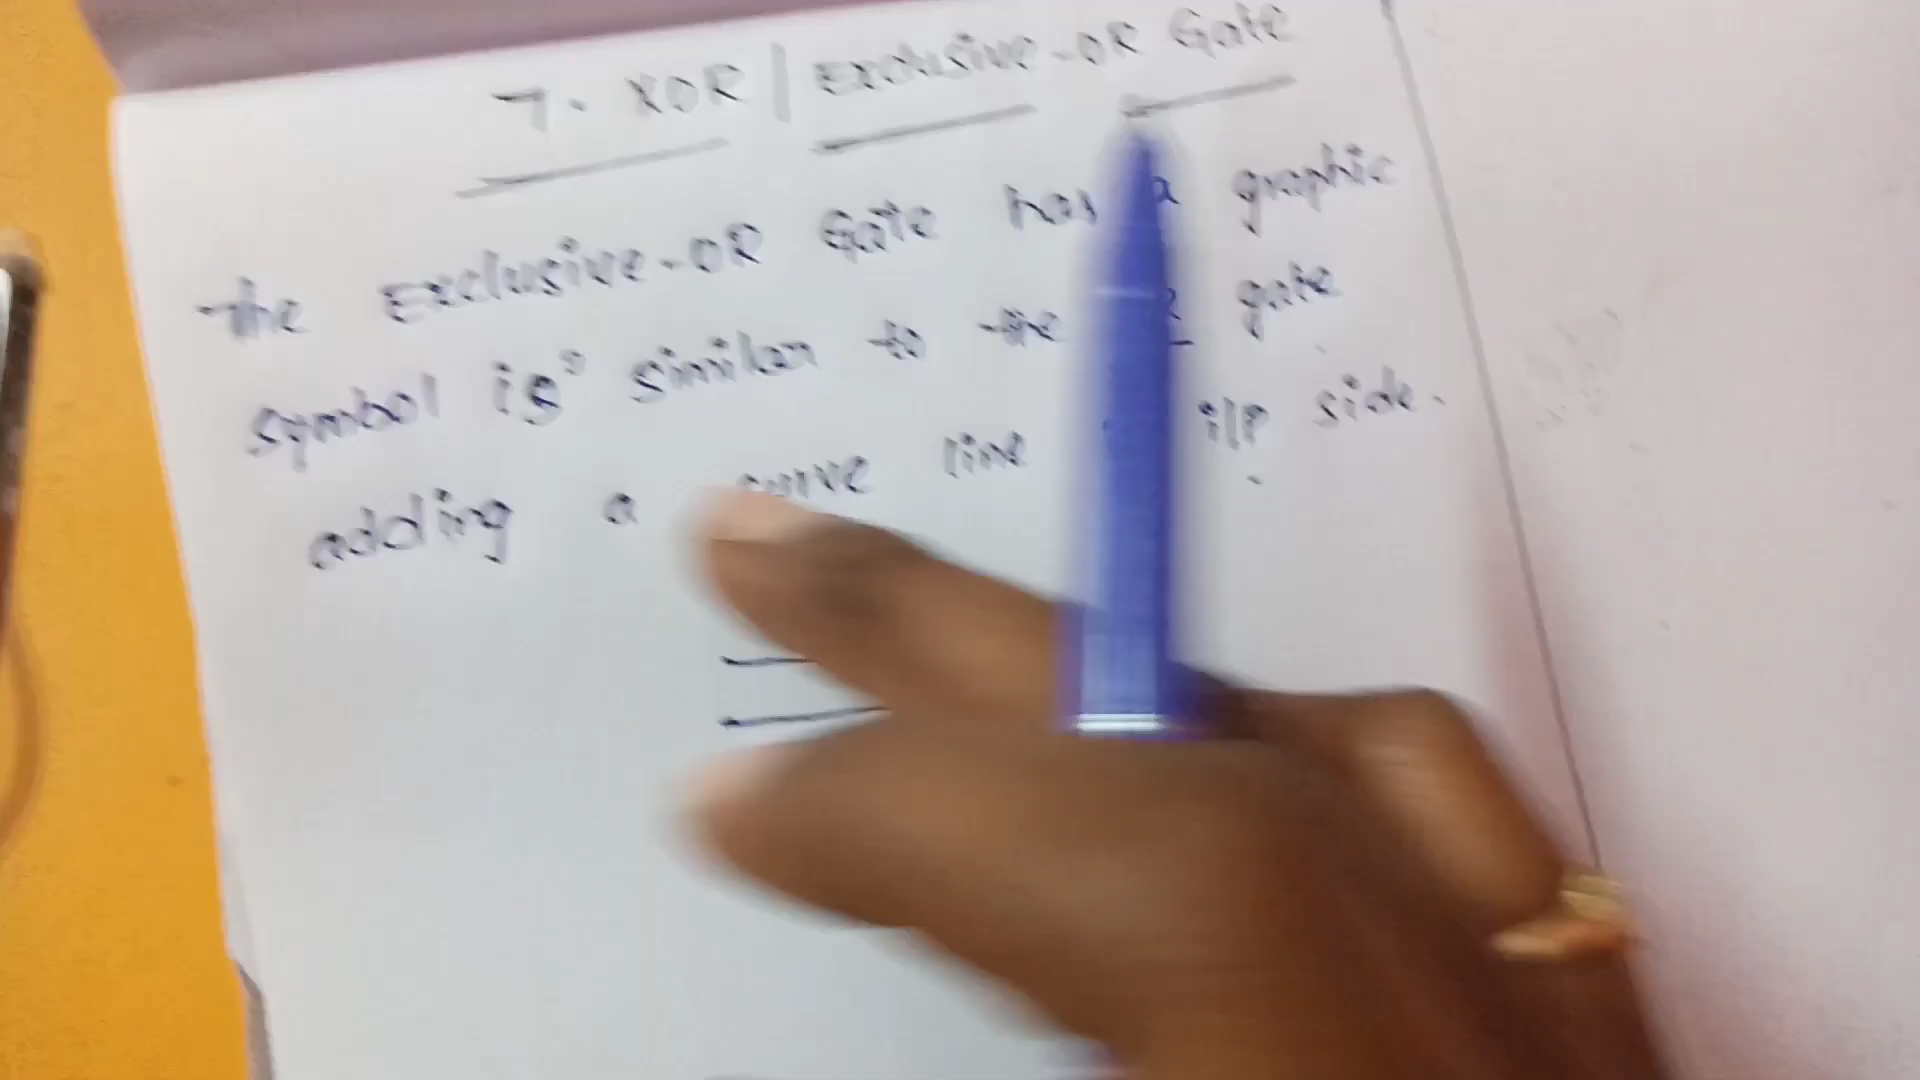 7. XOR | Exclusive-OR Gate
the Exclusive-OR Gate has a graphic
symbol is similar to the gate
adding a curve line i/p side.